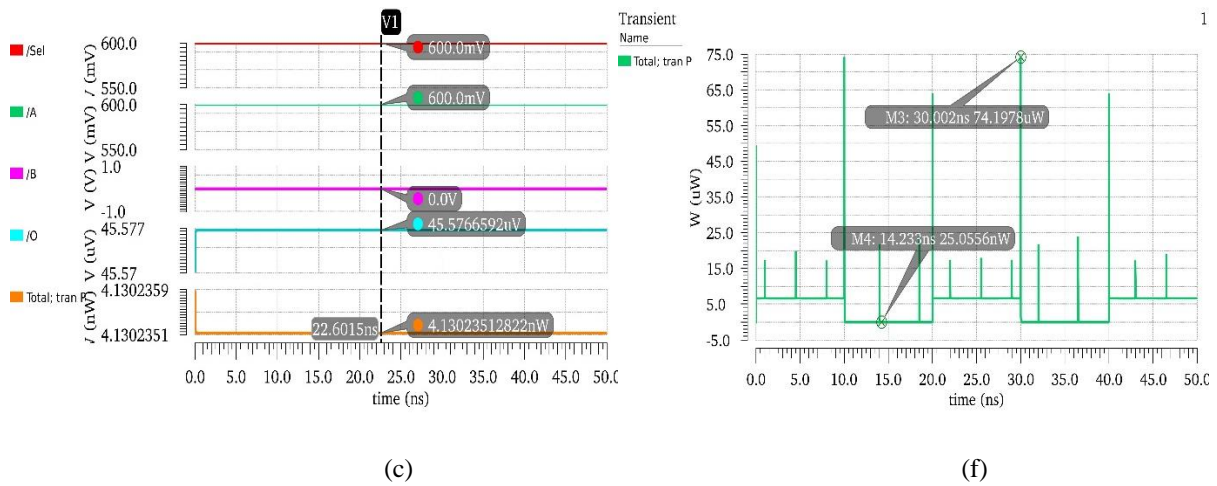 V1
/Sel
/A
/B
/O
Total; tran P
600.0
550.0
600.0
550.0
1.0
-1.0
45.577
45.57
4.1302359
4.1302351
V (mV)
V (V)
V (uV)
(nW)
600.0mV
600.0mV
0.0V
45.5766592uV
22.6015ns
4.13023512822nW
0.0 5.0 10.0 15.0 20.0 25.0 30.0 35.0 40.0 45.0 50.0
time (ns)
(c)
Transient
1
Name
Total; tran P
75.0
65.0
55.0
45.0
35.0
25.0
15.0
5.0
-5.0
W (uW)
M3: 30.002ns 74.1978uW
M4: 14.233ns 25.0556nW
0.0 5.0 10.0 15.0 20.0 25.0 30.0 35.0 40.0 45.0 50.0
time (ns)
(f)